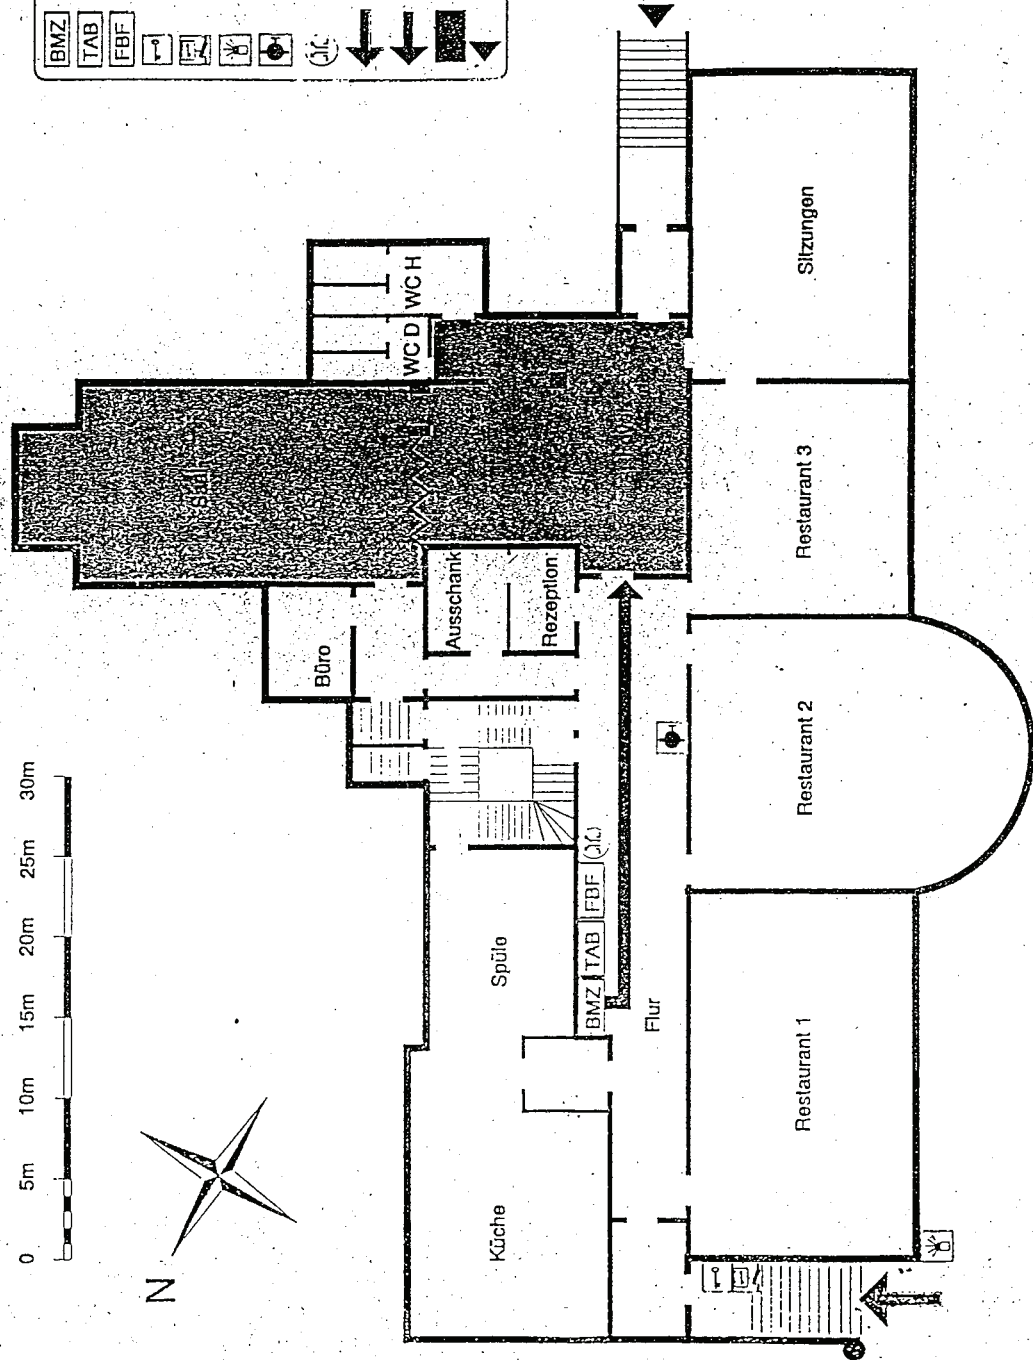 BMZ
TAB
FBF
0 5m 10m 15m 20m 25m 30m
N
Büro
WC D
WC H
Ausschank
Rezeption
Küche
Spüle
BMZ TAB FBF
Flur
Restaurant 1
Restaurant 2
Restaurant 3
Sitzungen